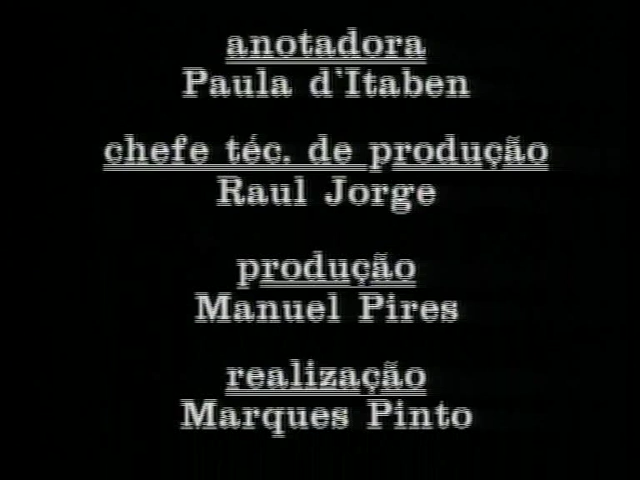 anotadora
Paula d'Itaben
chefe téc. de produção
Raul Jorge
produção
Manuel Pires
realização
Marques Pinto